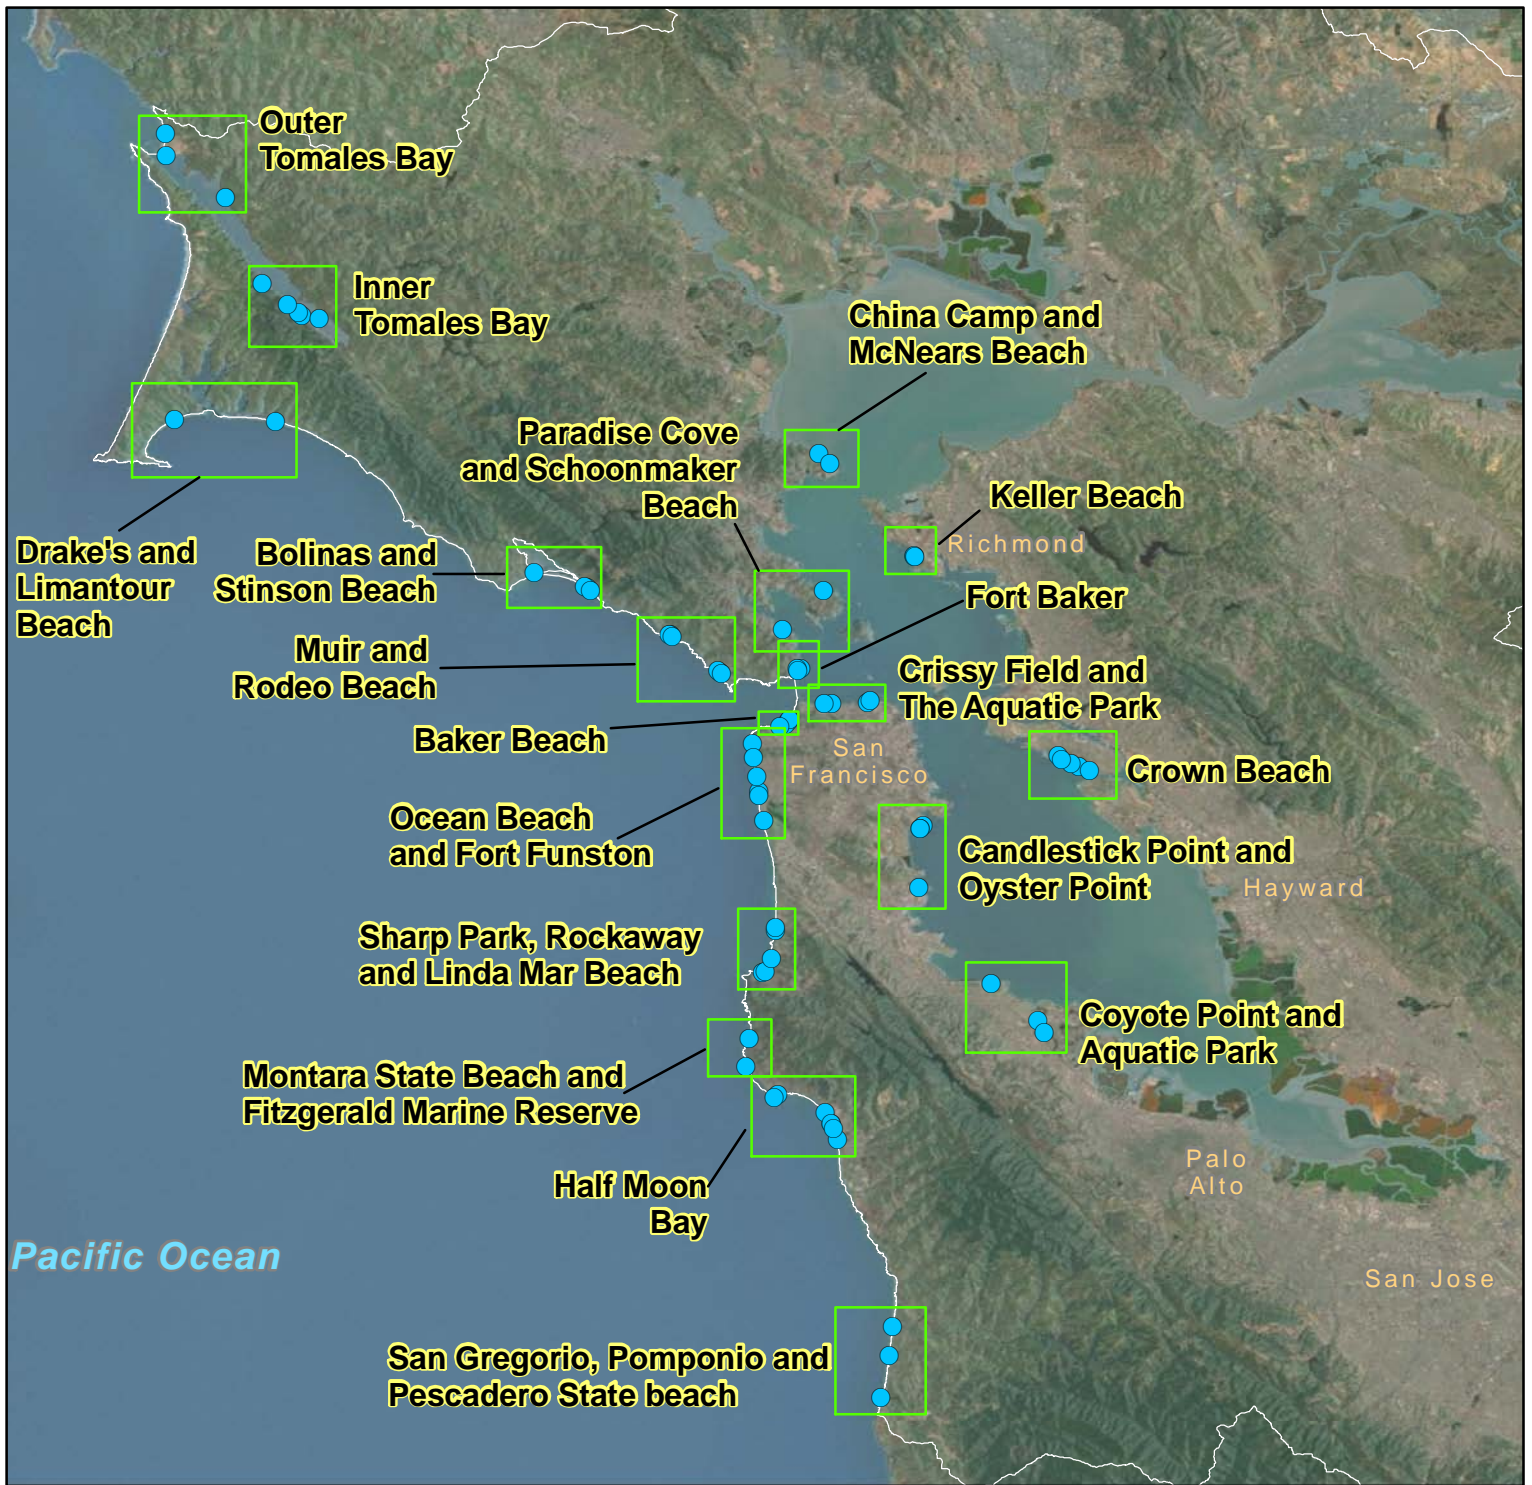 Outer
Tomales Bay
Inner
Tomales Bay
China Camp and
McNears Beach
Paradise Cove
and Schoonmaker
Beach
Keller Beach
Richmond
Drake's and
Limantour
Beach
Bolinas and
Stinson Beach
Fort Baker
Muir and
Rodeo Beach
Crissy Field and
The Aquatic Park
Baker Beach
San
Francisco
Crown Beach
Ocean Beach
and Fort Funston
Candlestick Point and
Oyster Point
Hayward
Sharp Park, Rockaway
and Linda Mar Beach
Coyote Point and
Aquatic Park
Montara State Beach and
Fitzgerald Marine Reserve
Half Moon
Bay
Palo
Alto
Pacific Ocean
San Jose
San Gregorio, Pomponio and
Pescadero State beach